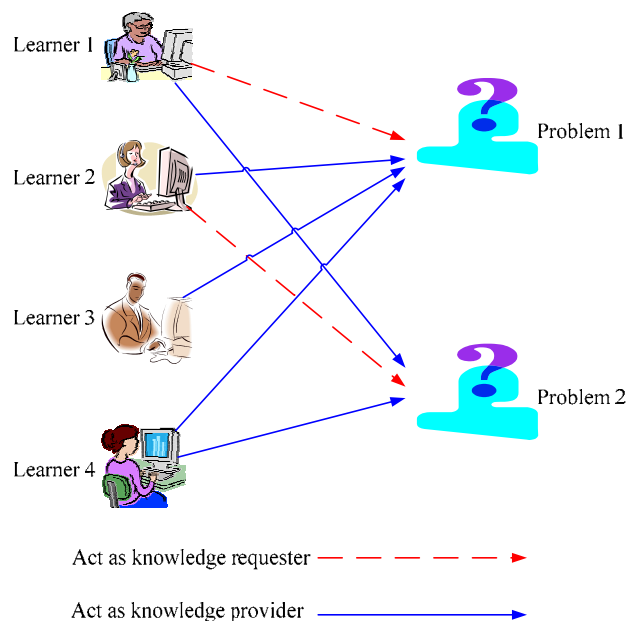 Learner 1
Problem 1
Learner 2
Learner 3
Problem 2
Learner 4
Act as knowledge requester
Act as knowledge provider